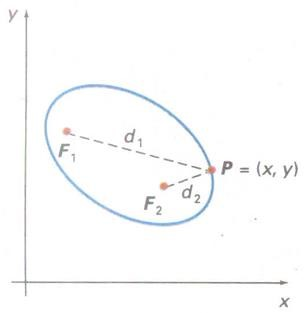 y
d₁
F₁
P = (x, y)
F₂
d₂
x